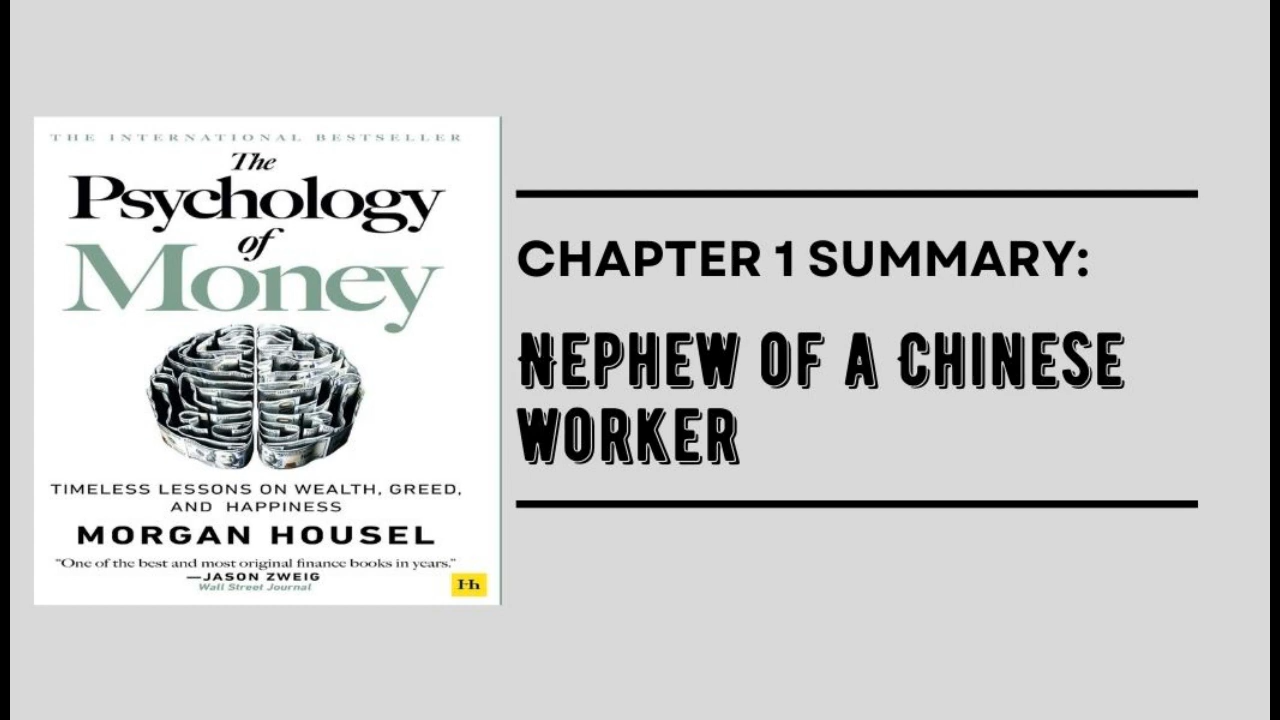 THE INTERNATIONAL BESTSELLER
The
Psychology
of
Money
TIMELESS LESSONS ON WEALTH, GREED,
AND HAPPINESS
MORGAN HOUSEL
"One of the best and most original finance books in years."
—JASON ZWEIG
Wall Street Journal
Hh
CHAPTER 1 SUMMARY:
NEPHEW OF A CHINESE
WORKER